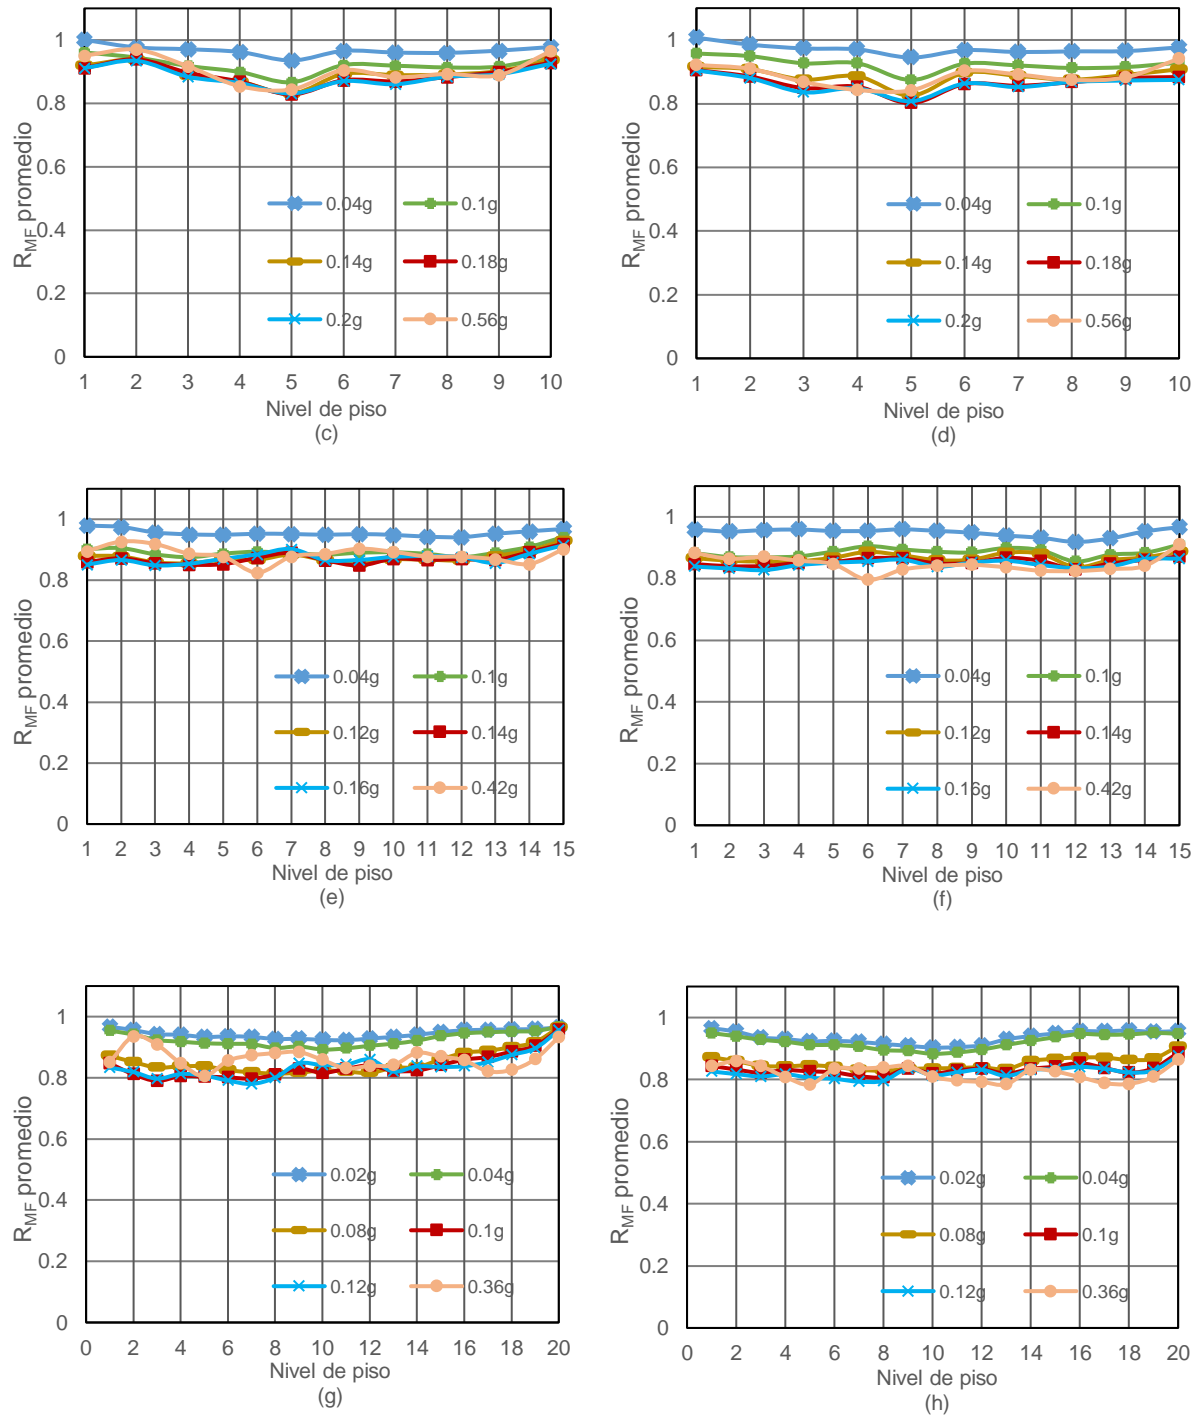 1
0.8
0.6
0.4
0.2
0
R_MF promedio
0.04g 0.1g
0.14g 0.18g
0.2g 0.56g
1 2 3 4 5 6 7 8 9 10
Nivel de piso
(c)
1
0.8
0.6
0.4
0.2
0
R_MF promedio
0.04g 0.1g
0.14g 0.18g
0.2g 0.56g
1 2 3 4 5 6 7 8 9 10
Nivel de piso
(d)
1
0.8
0.6
0.4
0.2
0
R_MF promedio
0.04g 0.1g
0.12g 0.14g
0.16g 0.42g
1 2 3 4 5 6 7 8 9 10 11 12 13 14 15
Nivel de piso
(e)
1
0.8
0.6
0.4
0.2
0
R_MF promedio
0.04g 0.1g
0.12g 0.14g
0.16g 0.42g
1 2 3 4 5 6 7 8 9 10 11 12 13 14 15
Nivel de piso
(f)
1
0.8
0.6
0.4
0.2
0
R_MF promedio
0.02g 0.04g
0.08g 0.1g
0.12g 0.36g
0 2 4 6 8 10 12 14 16 18 20
Nivel de piso
(g)
1
0.8
0.6
0.4
0.2
0
R_MF promedio
0.02g 0.04g
0.08g 0.1g
0.12g 0.36g
0 2 4 6 8 10 12 14 16 18 20
Nivel de piso
(h)